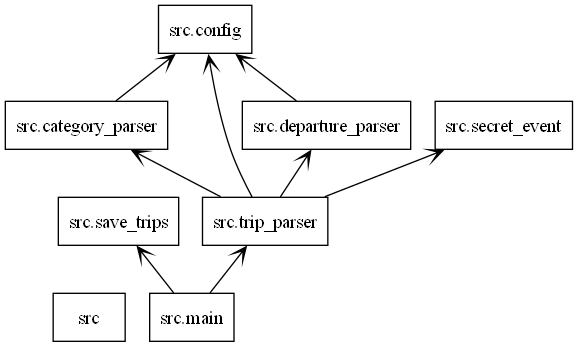 src.config
src.category_parser
src.departure_parser
src.secret_event
src.save_trips
src.trip_parser
src
src.main